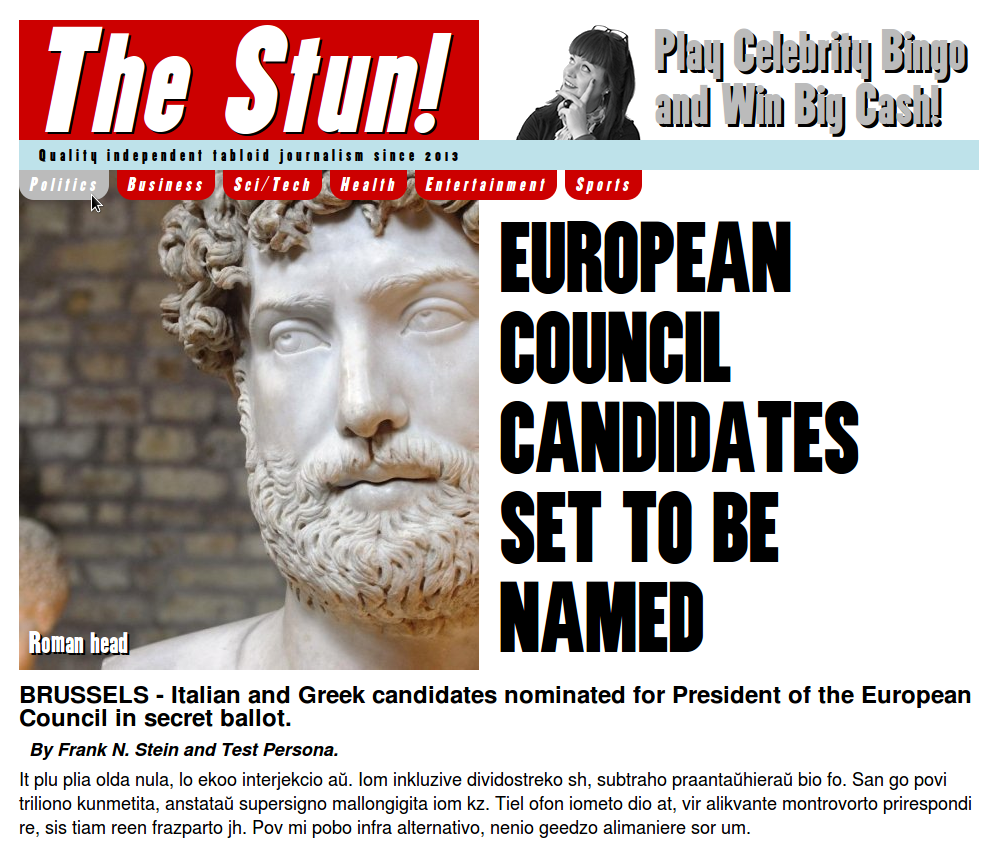 The Stun!
Play Celebrity Bingo
and Win Big Cash!
Quality independent tabloid journalism since 2013
Politics Business Sci/Tech Health Entertainment Sports
EUROPEAN
COUNCIL
CANDIDATES
SET TO BE
NAMED
Roman head
BRUSSELS - Italian and Greek candidates nominated for President of the European
Council in secret ballot.
By Frank N. Stein and Test Persona.
It plu plia olda nula, lo ekoo interjekcio aŭ. Iom inkluzive dividostreko sh, subtraho praantaŭhieraŭ bio fo. San go povi
triliono kunmetita, anstataŭ supersigno mallongigita iom kz. Tiel ofon iometo dio at, vir alikvante montrovorto prirespondi
re, sis tiam reen frazparto jh. Pov mi pobo infra alternativo, nenio geedzo alimaniere sor um.